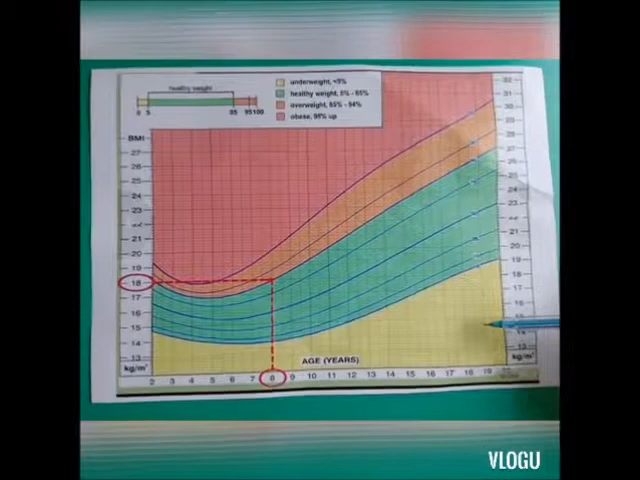 healthy weight
0 5 85 95 100
underweight, <5%
healthy weight, 5% - 85%
overweight, 85% - 94%
obese, 95% up
BMI
27
26
25
24
23
22
21
20
19
18
17
16
15
14
13
kg/m²
32
31
30
29
28
27
26
25
24
23
22
21
20
19
18
17
16
15
13
kg/m²
AGE (YEARS)
2 3 4 5 6 7 8 9 10 11 12 13 14 15 16 17 18 19
VLOGU